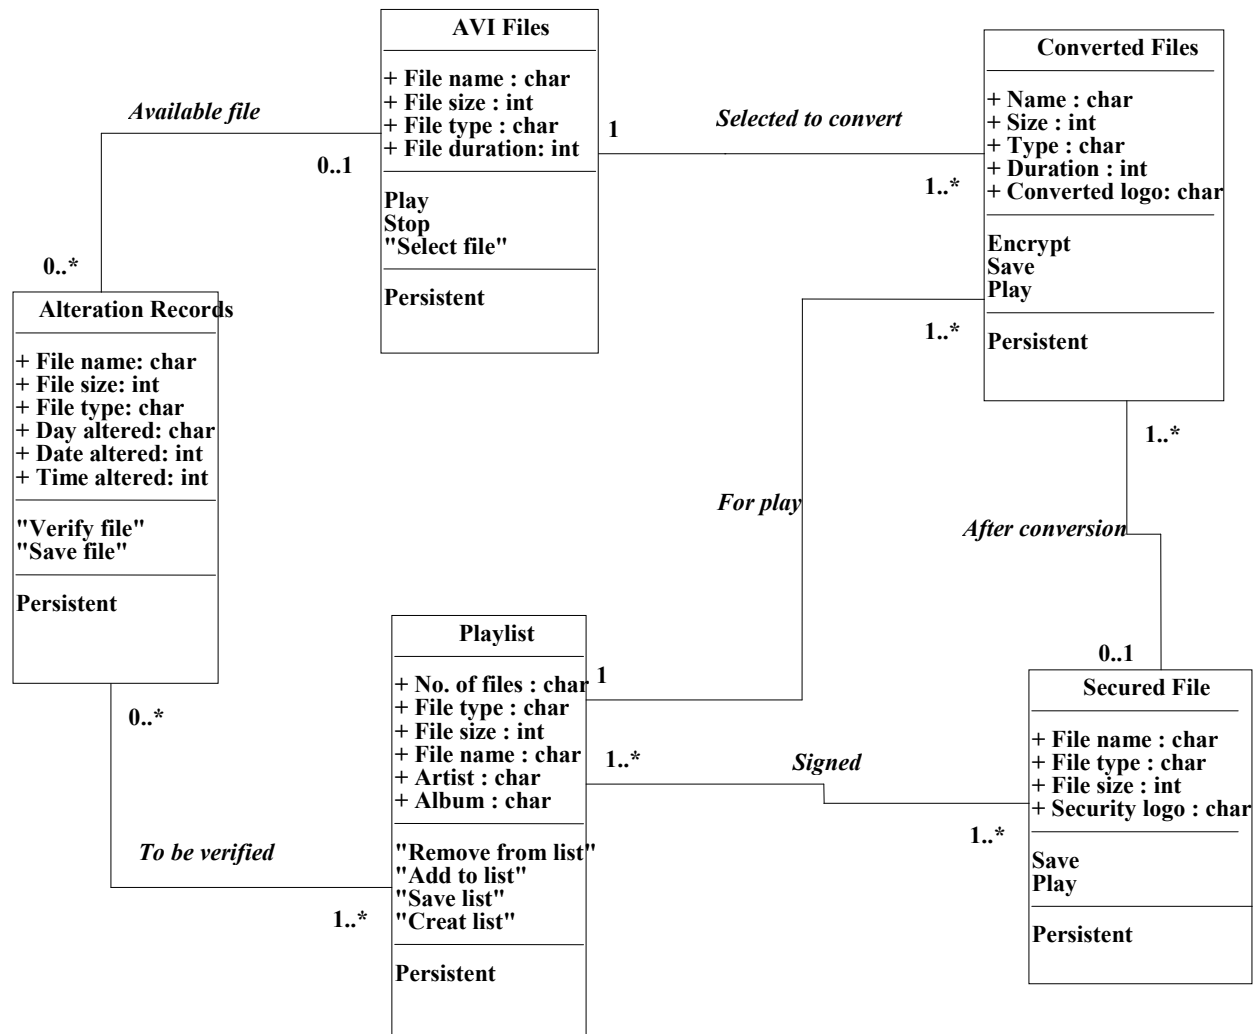 AVI Files
+ File name : char
+ File size : int
+ File type : char
+ File duration: int
Play
Stop
"Select file"
Persistent
Converted Files
+ Name : char
+ Size : int
+ Type : char
+ Duration : int
+ Converted logo: char
Encrypt
Save
Play
Persistent
Available file
0..1
0..*
1
Selected to convert
1..*
Alteration Records
+ File name: char
+ File size: int
+ File type: char
+ Day altered: char
+ Date altered: int
+ Time altered: int
"Verify file"
"Save file"
Persistent
1..*
For play
1
1..*
After conversion
0..1
Playlist
+ No. of files : char
+ File type : char
+ File size : int
+ File name : char
+ Artist : char
+ Album : char
"Remove from list"
"Add to list"
"Save list"
"Creat list"
Persistent
Secured File
+ File name : char
+ File type : char
+ File size : int
+ Security logo : char
Save
Play
Persistent
0..*
To be verified
1..*
1..*
Signed
1..*